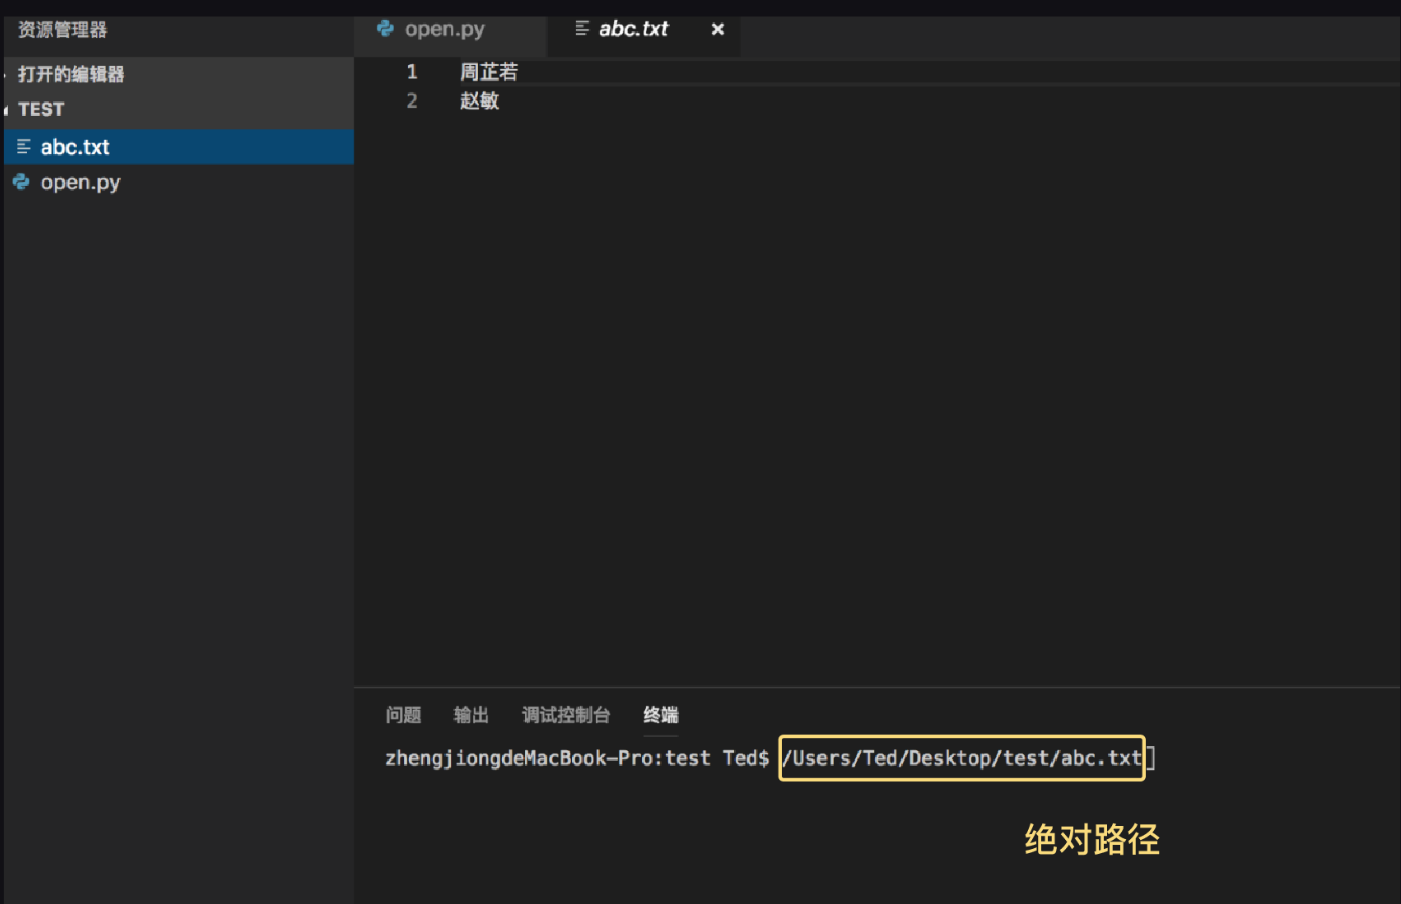 资源管理器
打开的编辑器
TEST
abc.txt
open.py
open.py
abc.txt
1 周芷若
2 赵敏
问题 输出 调试控制台 终端
zhengjiongdeMacBook-Pro:test Ted$ /Users/Ted/Desktop/test/abc.txt
绝对路径